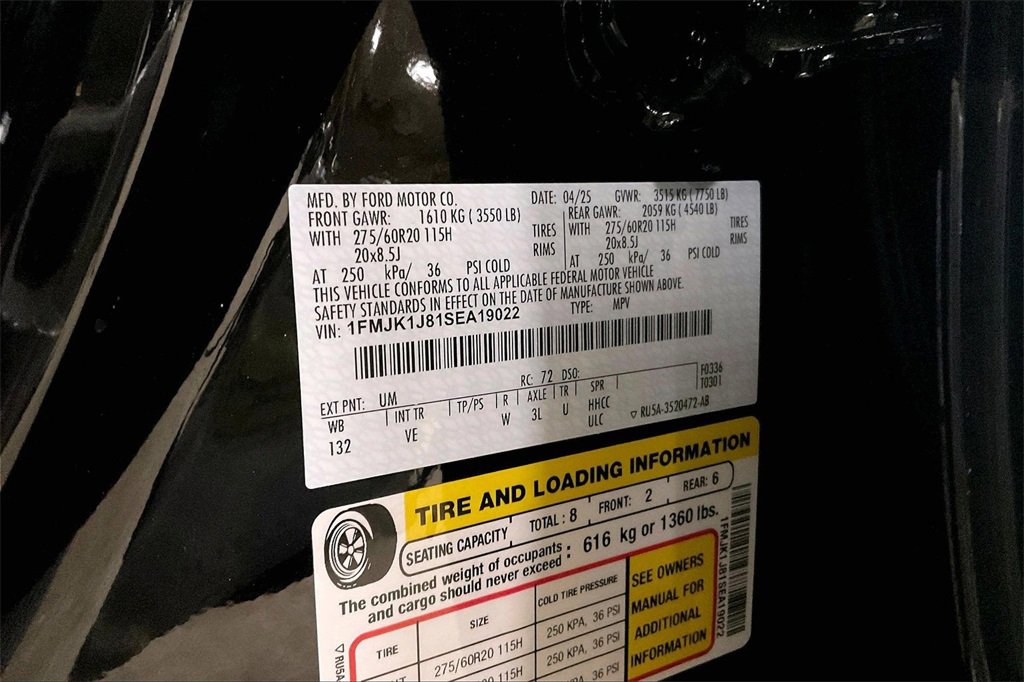 MFD. BY FORD MOTOR CO. DATE: 04/25 GVWR: 3515 KG ( 7750 LB)
FRONT GAWR: 1610 KG ( 3550 LB) REAR GAWR: 2059 KG ( 4540 LB)
WITH 275/60R20 115H TIRES WITH 275/60R20 115H TIRES
20x8.5J RIMS 20x8.5J RIMS
AT 250 kPa/ 36 PSI COLD AT 250 kPa/ 36 PSI COLD
THIS VEHICLE CONFORMS TO ALL APPLICABLE FEDERAL MOTOR VEHICLE
SAFETY STANDARDS IN EFFECT ON THE DATE OF MANUFACTURE SHOWN ABOVE.
VIN: 1FMJK1J81SEA19022 TYPE: MPV
EXT PNT: UM RC: 72 DSO: F0336
T0301
WB INT TR TP/PS R AXLE TR SPR
132 VE W 3L U HHCC
ULC ▽ RU5A-3520472-AB
TIRE AND LOADING INFORMATION
SEATING CAPACITY TOTAL : 8 FRONT: 2 REAR: 6
The combined weight of occupants and cargo should never exceed : 616 kg or 1360 lbs.
TIRE SIZE COLD TIRE PRESSURE
275/60R20 115H 250 KPA, 36 PSI
115H 250 KPA, 36 PSI
SEE OWNERS
MANUAL FOR
ADDITIONAL
INFORMATION
1FMJK1J81SEA19022
▽ RU5A